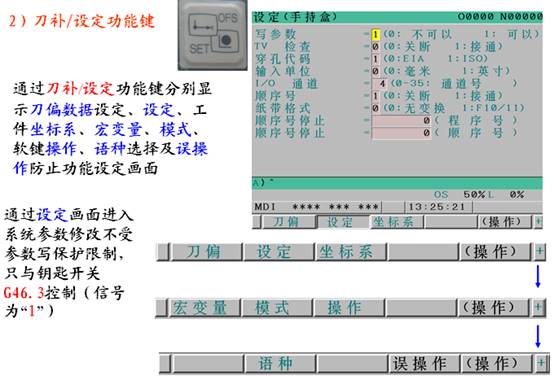 2）刀补/设定功能键
OFS
SET
通过刀补/设定功能键分别显
示刀偏数据设定、设定、工
件坐标系、宏变量、模式、
软键操作、语种选择及误操
作防止功能设定画面
通过设定画面进入
系统参数修改不受
参数写保护限制，
只与钥匙开关
G46.3控制（信号
为“1”）
设定(手持盒) O0000 N00000
写参数 =1(0: 不可以 1: 可以)
TV 检查 =0(0:关断 1:接通)
穿孔代码 =0(0:EIA 1:ISO)
输入单位 =0(0:毫米 1:英寸)
I/O 通道 = 4(0-35: 通道号)
顺序号 =1(0:关断 1:接通)
纸带格式 =0(0:无变换 1:F10/11)
顺序号停止 = 0(程序号)
顺序号停止 = 0(顺序号)
A)^
OS 50% L 0%
MDI **** *** *** 13:25:21
刀偏 设定 坐标系 (操作) +
刀偏 设定 坐标系 (操作) +
宏变量 模式 操作 (操作) +
语种 误操作 (操作) +